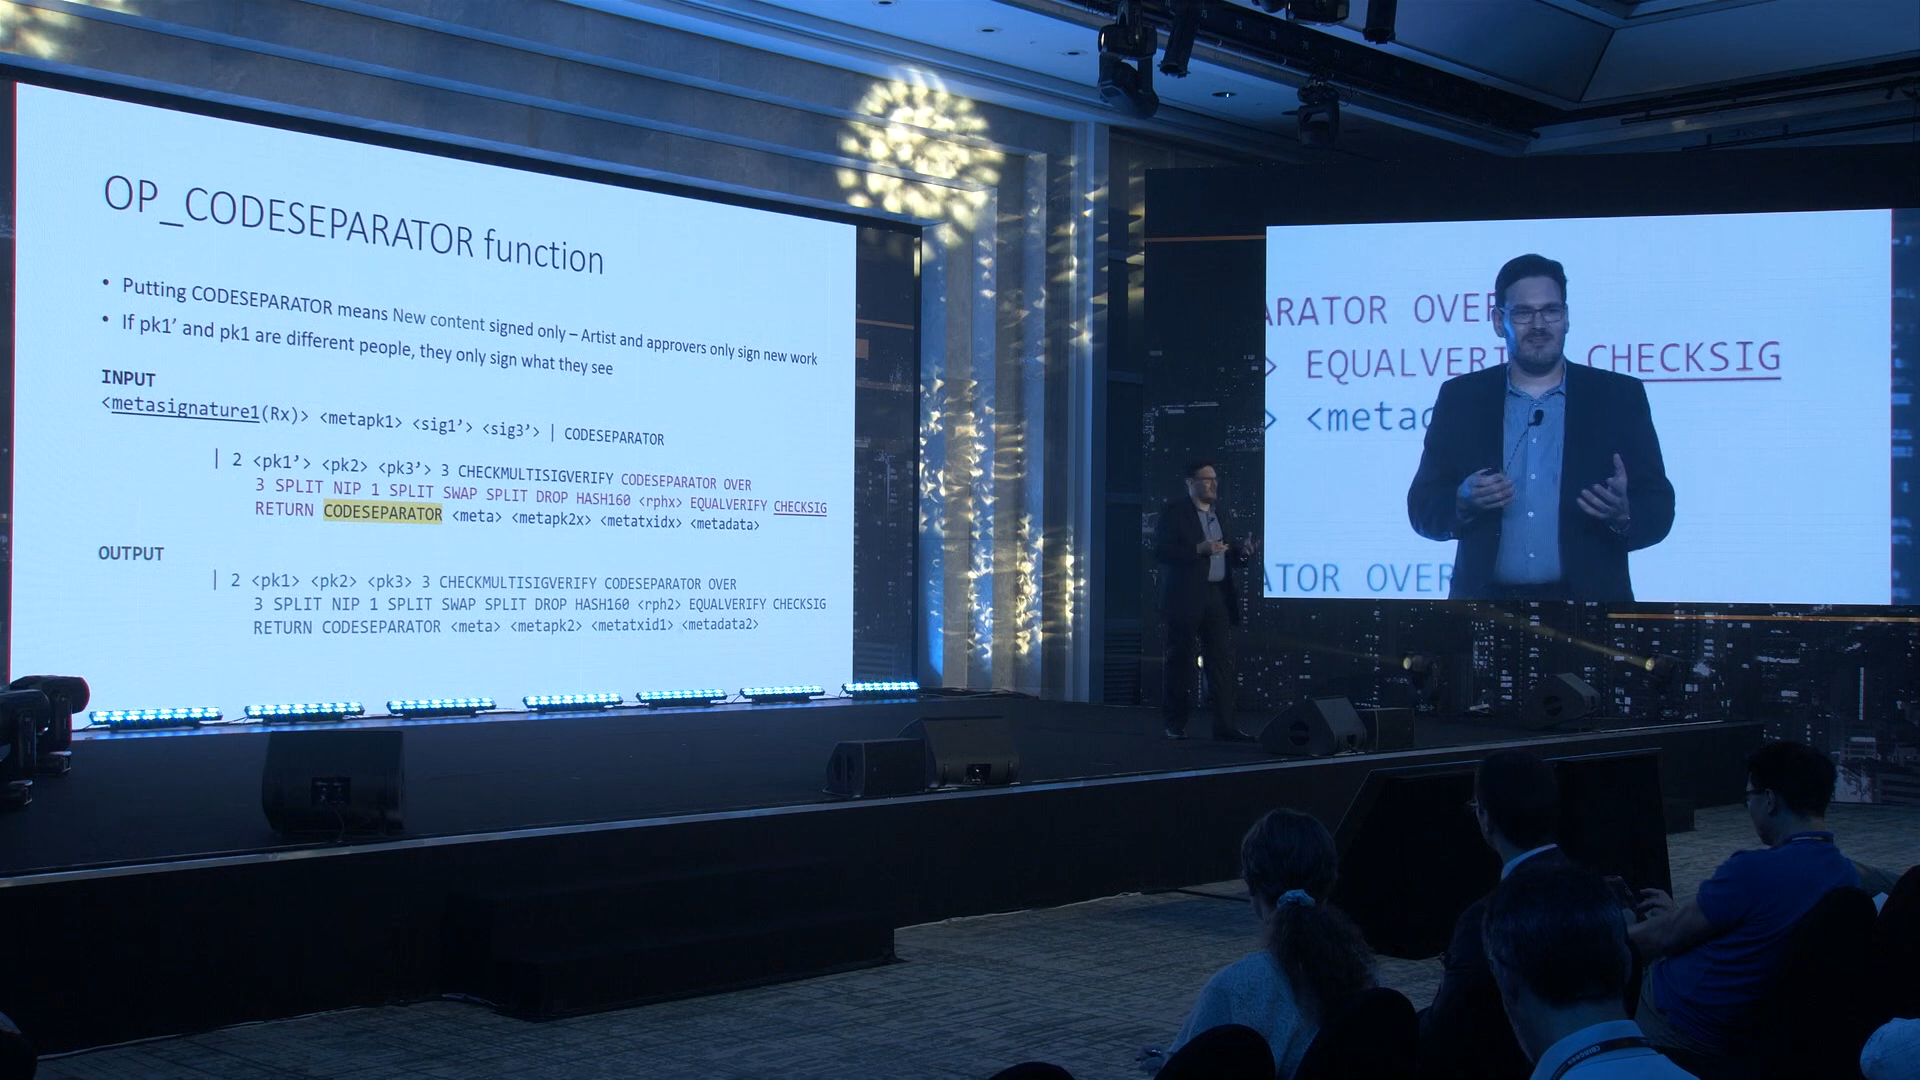 OP_CODESEPARATOR function
• Putting CODESEPARATOR means New content signed only – Artist and approvers only sign new work
• If pk1’ and pk1 are different people, they only sign what they see
INPUT
<metasignature1(Rx)> <metapk1> <sig1’> <sig3’> | CODESEPARATOR
| 2 <pk1’> <pk2> <pk3’> 3 CHECKMULTISIGVERIFY CODESEPARATOR OVER
3 SPLIT NIP 1 SPLIT SWAP SPLIT DROP HASH160 <rphx> EQUALVERIFY CHECKSIG
RETURN CODESEPARATOR <meta> <metapk2x> <metatxidx> <metadata>
OUTPUT
| 2 <pk1> <pk2> <pk3> 3 CHECKMULTISIGVERIFY CODESEPARATOR OVER
3 SPLIT NIP 1 SPLIT SWAP SPLIT DROP HASH160 <rph2> EQUALVERIFY CHECKSIG
RETURN CODESEPARATOR <meta> <metapk2> <metatxid1> <metadata2>
ARATOR OVER
> EQUALVERI CHECKSIG
> <metad
ATOR OVER